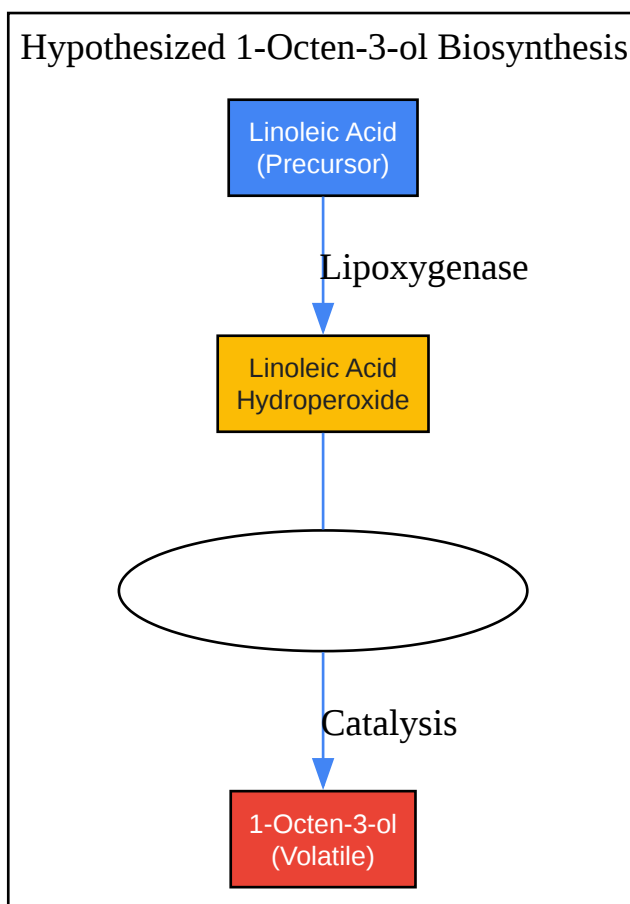 Hypothesized 1-Octen-3-ol Biosynthesis
Linoleic Acid
(Precursor)
Lipoxygenase
Linoleic Acid
Hydroperoxide
Catalysis
1-Octen-3-ol
(Volatile)